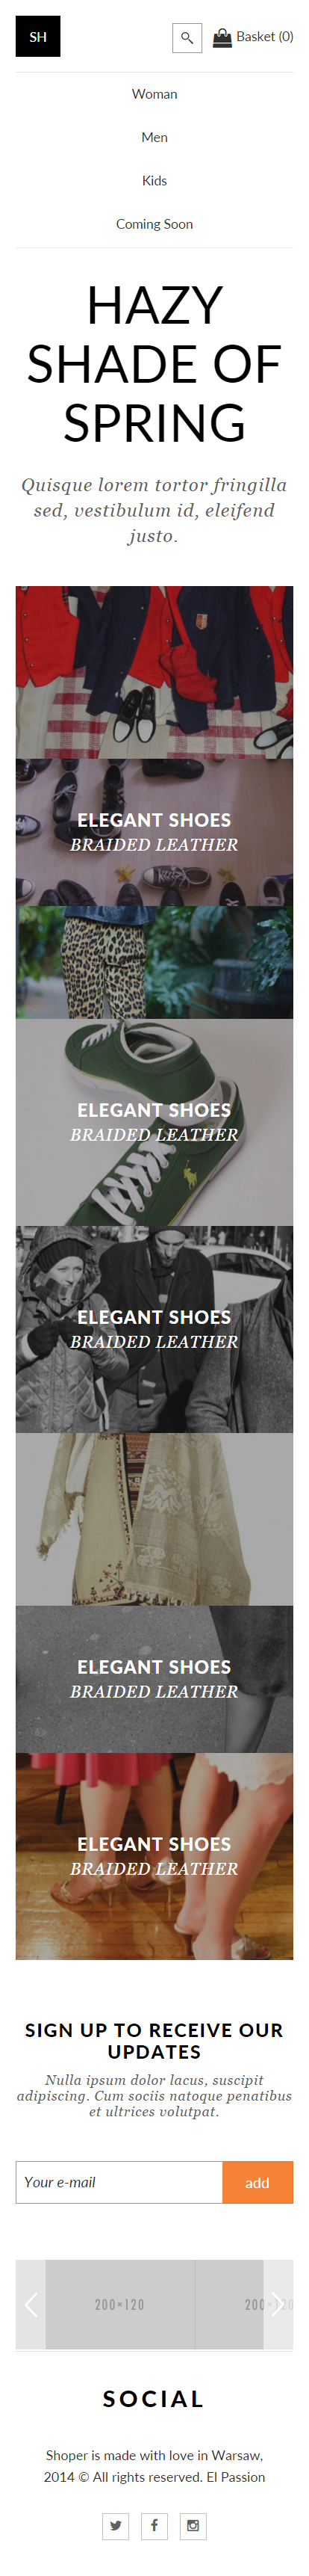 SH
Basket (0)
Woman
Men
Kids
Coming Soon
HAZY
SHADE OF
SPRING
Quisque lorem tortor fringilla
sed, vestibulum id, eleifend
justo.
ELEGANT SHOES
BRAIDED LEATHER
ELEGANT SHOES
BRAIDED LEATHER
ELEGANT SHOES
BRAIDED LEATHER
ELEGANT SHOES
BRAIDED LEATHER
ELEGANT SHOES
BRAIDED LEATHER
SIGN UP TO RECEIVE OUR
UPDATES
Nulla ipsum dolor lacus, suscipit
adipiscing. Cum sociis natoque penatibus
et ultrices volutpat.
Your e-mail
add
200×120
200×120
SOCIAL
Shoper is made with love in Warsaw,
2014 © All rights reserved. El Passion